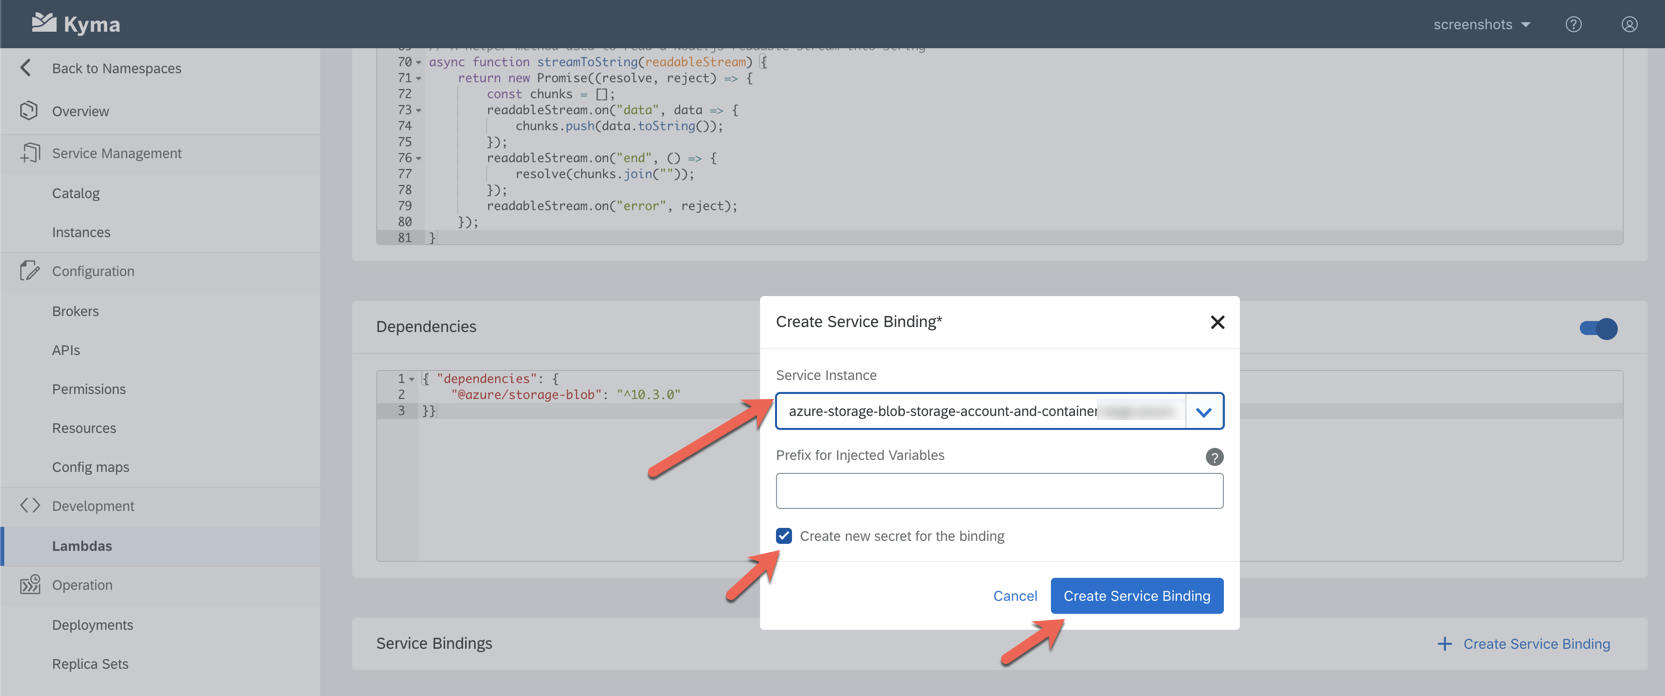 Kyma
screenshots
Back to Namespaces
Overview
Service Management
Catalog
Instances
Configuration
Brokers
APIs
Permissions
Resources
Config maps
Development
Lambdas
Operation
Deployments
Replica Sets
70 async function streamToString(readableStream) {
71 return new Promise((resolve, reject) => {
72 const chunks = [];
73 readableStream.on("data", data => {
74 chunks.push(data.toString());
75 });
76 readableStream.on("end", () => {
77 resolve(chunks.join(""));
78 });
79 readableStream.on("error", reject);
80 });
81 }
Dependencies
1 { "dependencies": {
2 "@azure/storage-blob": "^10.3.0"
3 }}
Create Service Binding*
Service Instance
azure-storage-blob-storage-account-and-container
Prefix for Injected Variables
?
Create new secret for the binding
Cancel
Create Service Binding
Service Bindings
+ Create Service Binding